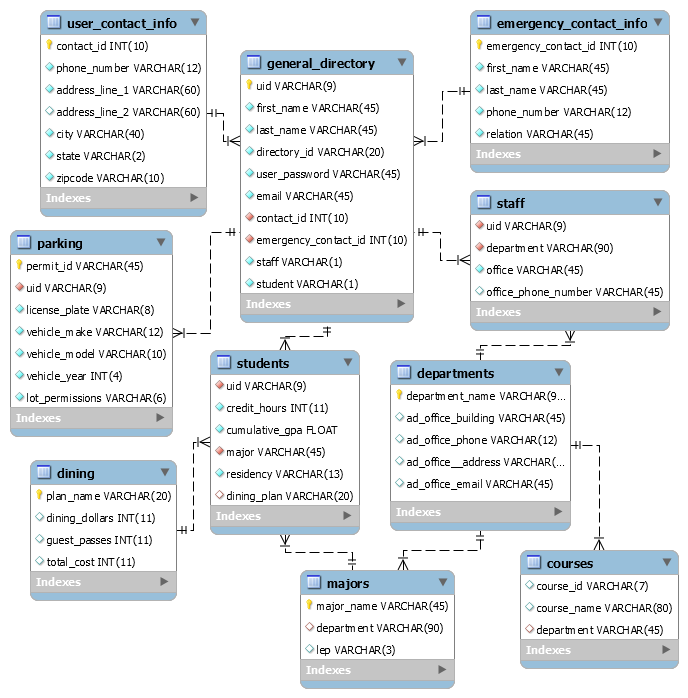 user_contact_info
contact_id INT(10)
phone_number VARCHAR(12)
address_line_1 VARCHAR(60)
address_line_2 VARCHAR(60)
city VARCHAR(40)
state VARCHAR(2)
zipcode VARCHAR(10)
Indexes
general_directory
uid VARCHAR(9)
first_name VARCHAR(45)
last_name VARCHAR(45)
directory_id VARCHAR(20)
user_password VARCHAR(45)
email VARCHAR(45)
contact_id INT(10)
emergency_contact_id INT(10)
staff VARCHAR(1)
student VARCHAR(1)
Indexes
emergency_contact_info
emergency_contact_id INT(10)
first_name VARCHAR(45)
last_name VARCHAR(45)
phone_number VARCHAR(12)
relation VARCHAR(45)
Indexes
staff
uid VARCHAR(9)
department VARCHAR(90)
office VARCHAR(45)
office_phone_number VARCHAR(45)
Indexes
parking
permit_id VARCHAR(45)
uid VARCHAR(9)
license_plate VARCHAR(8)
vehicle_make VARCHAR(12)
vehicle_model VARCHAR(10)
vehicle_year INT(4)
lot_permissions VARCHAR(6)
Indexes
students
uid VARCHAR(9)
credit_hours INT(11)
cumulative_gpa FLOAT
major VARCHAR(45)
residency VARCHAR(13)
dining_plan VARCHAR(20)
Indexes
departments
department_name VARCHAR(9...
ad_office_building VARCHAR(45)
ad_office_phone VARCHAR(12)
ad_office__address VARCHAR(...
ad_office_email VARCHAR(45)
Indexes
dining
plan_name VARCHAR(20)
dining_dollars INT(11)
guest_passes INT(11)
total_cost INT(11)
Indexes
majors
major_name VARCHAR(45)
department VARCHAR(90)
lep VARCHAR(3)
Indexes
courses
course_id VARCHAR(7)
course_name VARCHAR(80)
department VARCHAR(45)
Indexes